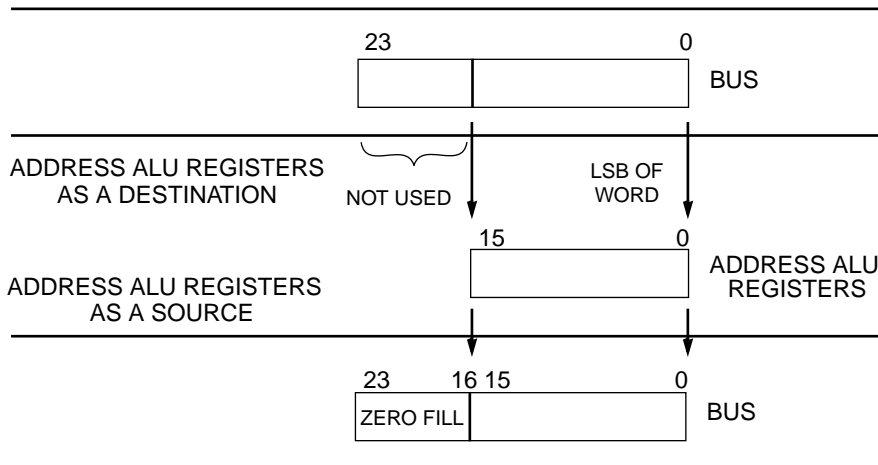 23 0
BUS
ADDRESS ALU REGISTERS
AS A DESTINATION
NOT USED
LSB OF
WORD
15 0
ADDRESS ALU
REGISTERS
ADDRESS ALU REGISTERS
AS A SOURCE
23 16 15 0
ZERO FILL
BUS